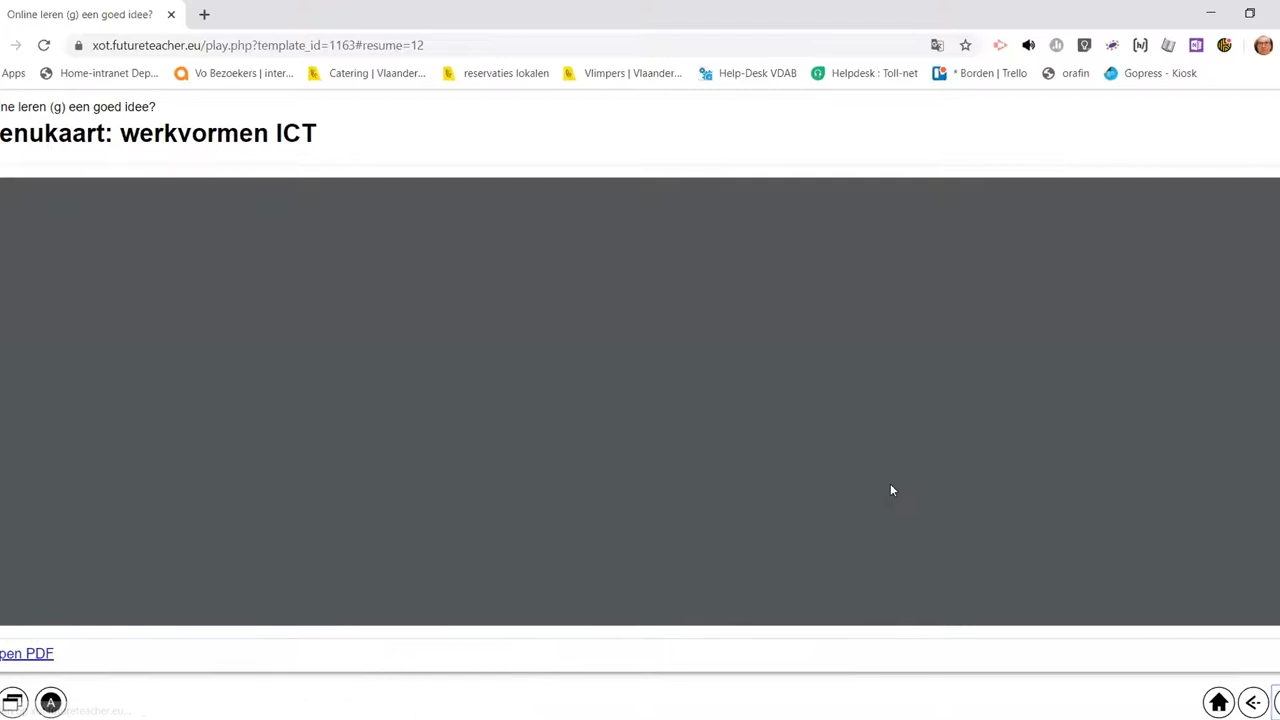 Online leren (g) een goed idee?
xot.futureteacher.eu/play.php?template_id=1163#resume=12
Apps Home-intranet Dep... Vo Bezoekers | inter... Catering | Vlaander... reservaties lokalen Vlimpers | Vlaander... Help-Desk VDAB Helpdesk : Toll-net * Borden | Trello orafin Gopress - Kiosk
ne leren (g) een goed idee?
enukaart: werkvormen ICT
pen PDF
A